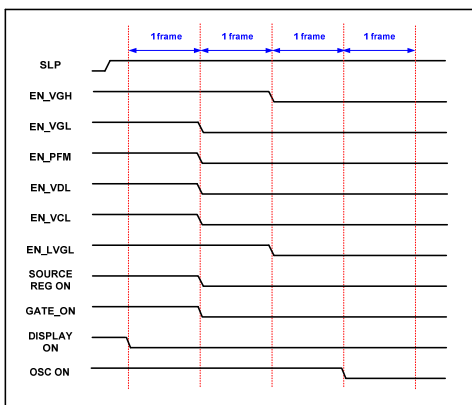 1 frame 1 frame 1 frame 1 frame
SLP
EN_VGH
EN_VGL
EN_PFM
EN_VDL
EN_VCL
EN_LVGL
SOURCE
REG ON
GATE_ON
DISPLAY
ON
OSC ON